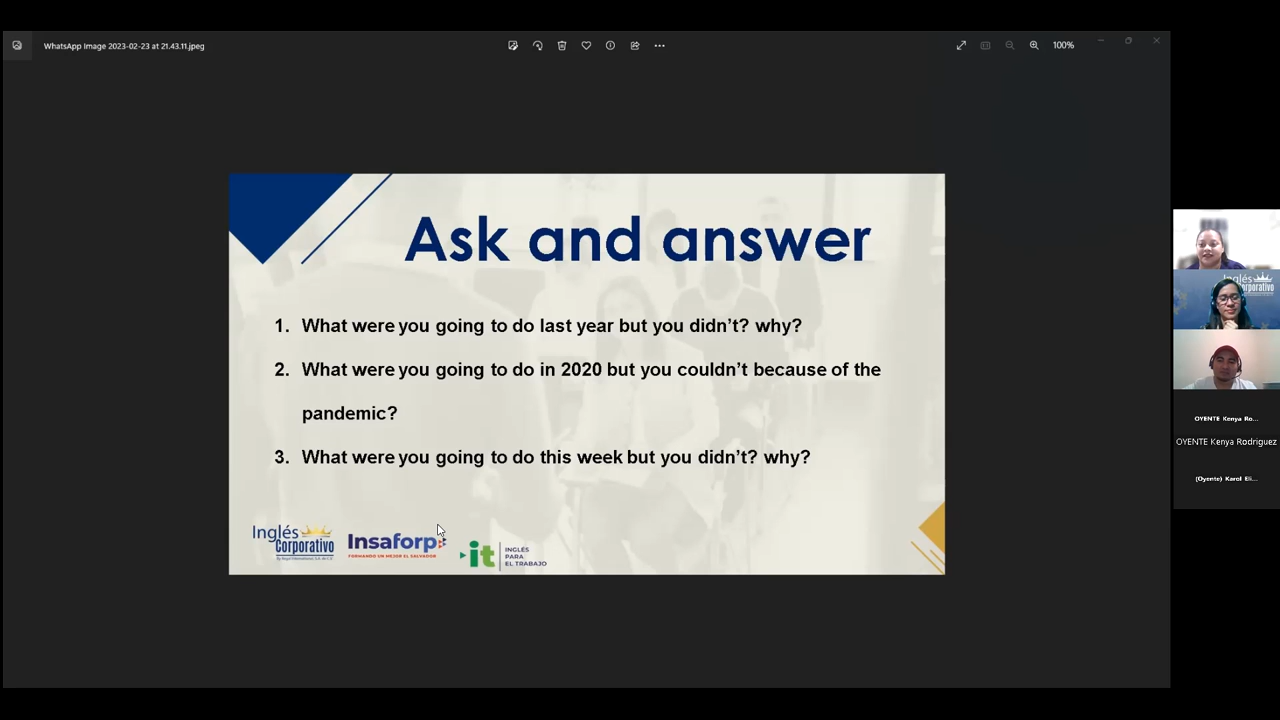 WhatsApp Image 2023-02-23 at 21.43.11.jpeg
100%
Ask and answer
1. What were you going to do last year but you didn't? why?
2. What were you going to do in 2020 but you couldn't because of the
pandemic?
3. What were you going to do this week but you didn't? why?
Inglés
Corporativo
Insaforp
FORMANDO UN MEJOR EL SALVADOR
it
INGLÉS
PARA
EL TRABAJO
Inglés
Corporativo
OYENTE Kenya Ro...
OYENTE Kenya Rodriguez
(Oyente) Karol Eli...